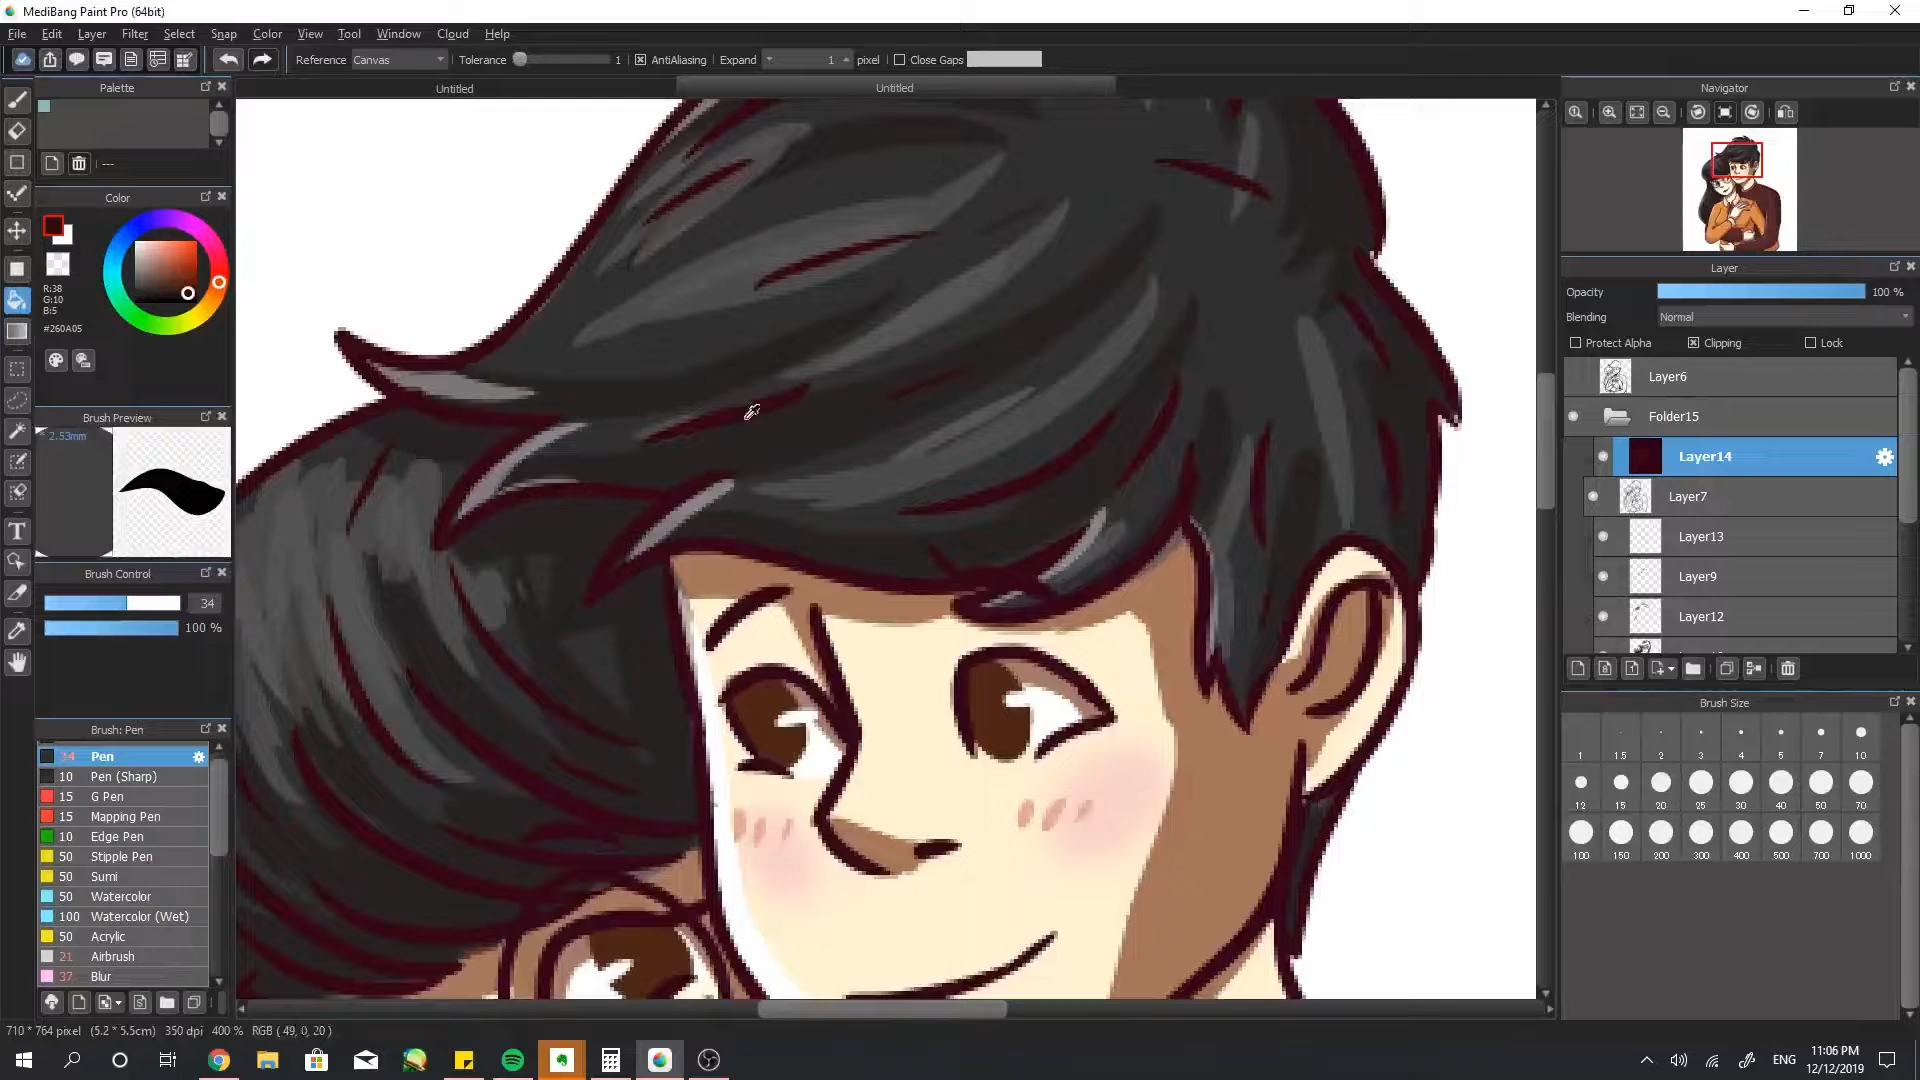 MediBang Paint Pro (64bit)
File Edit Layer Filter Select Snap Color View Tool Window Cloud Help
Reference Canvas Tolerance 1 AntiAliasing Expand 1 pixel Close Gaps
Palette
Untitled Untitled
Navigator
---
Color
R:38
G:10
B:5
#260A05
Layer
Opacity 100 %
Blending Normal
Protect Alpha Clipping Lock
Layer6
Folder15
Layer14
Layer7
Layer13
Layer9
Layer12
Brush Preview
2.53mm
Brush Control
34
100 %
Brush: Pen
34 Pen
10 Pen (Sharp)
15 G Pen
15 Mapping Pen
10 Edge Pen
50 Stipple Pen
50 Sumi
50 Watercolor
100 Watercolor (Wet)
50 Acrylic
21 Airbrush
37 Blur
Brush Size
1 1.5 2 3 4 5 7 10
12 15 20 25 30 40 50 70
100 150 200 300 400 500 700 1000
710 * 764 pixel (5.2 * 5.5cm) 350 dpi 400 % RGB ( 49, 0, 20 )
ENG
11:06 PM
12/12/2019